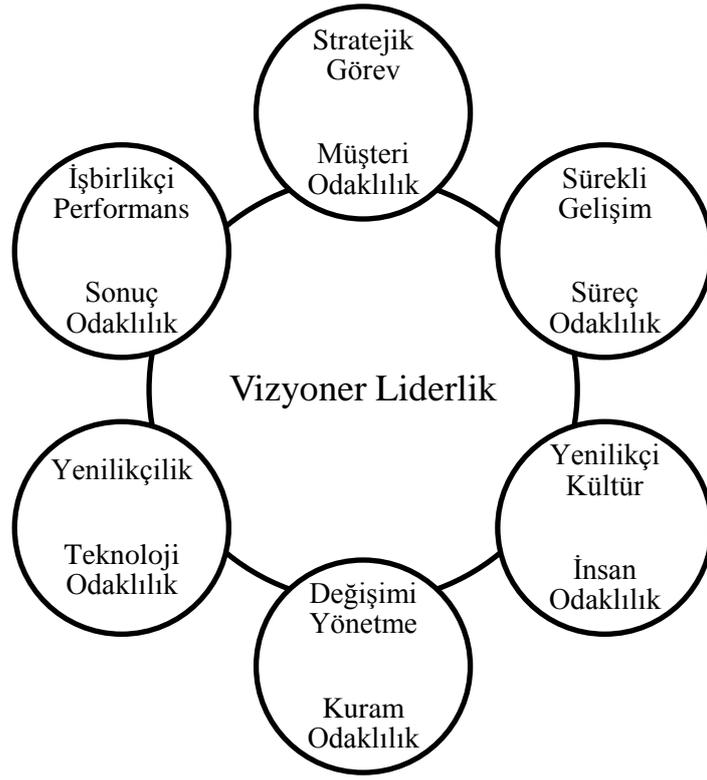 Stratejik
Görev
Müşteri
Odaklılık
İşbirlikçi
Performans
Sonuç
Odaklılık
Sürekli
Gelişim
Süreç
Odaklılık
Vizyoner Liderlik
Yenilikçilik
Teknoloji
Odaklılık
Yenilikçi
Kültür
İnsan
Odaklılık
Değişimi
Yönetme
Kuram
Odaklılık